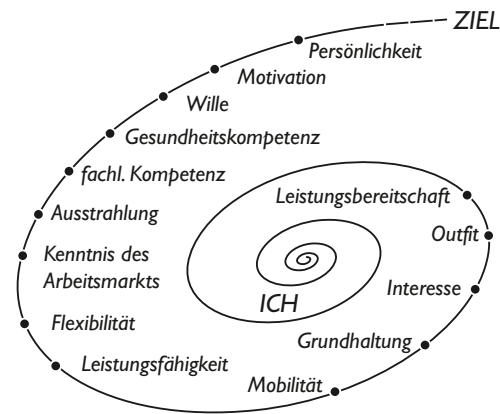 ZIEL
Persönlichkeit
Motivation
Wille
Gesundheitskompetenz
fachl. Kompetenz
Leistungsbereitschaft
Ausstrahlung
Outfit
Kenntnis des
Arbeitsmarkts
Interesse
ICH
Flexibilität
Grundhaltung
Leistungsfähigkeit
Mobilität